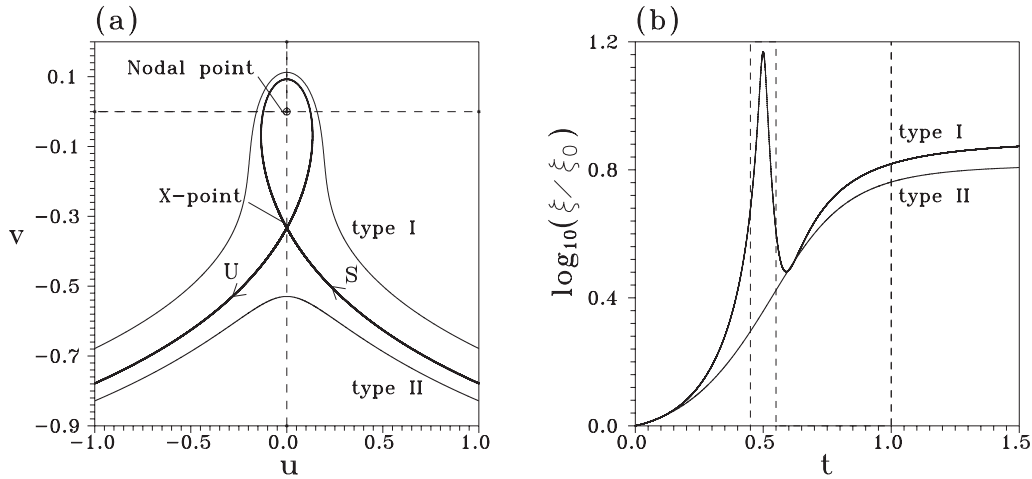 (a)
Nodal point
X-point
type I
U
S
type II
v
0.1
−0.1
−0.3
−0.5
−0.7
−0.9
−1.0
−0.5
0.0
0.5
1.0
u
(b)
1.2
0.8
0.4
0.0
log10(ξ/ξ0)
type I
type II
0.0
0.5
1.0
1.5
t